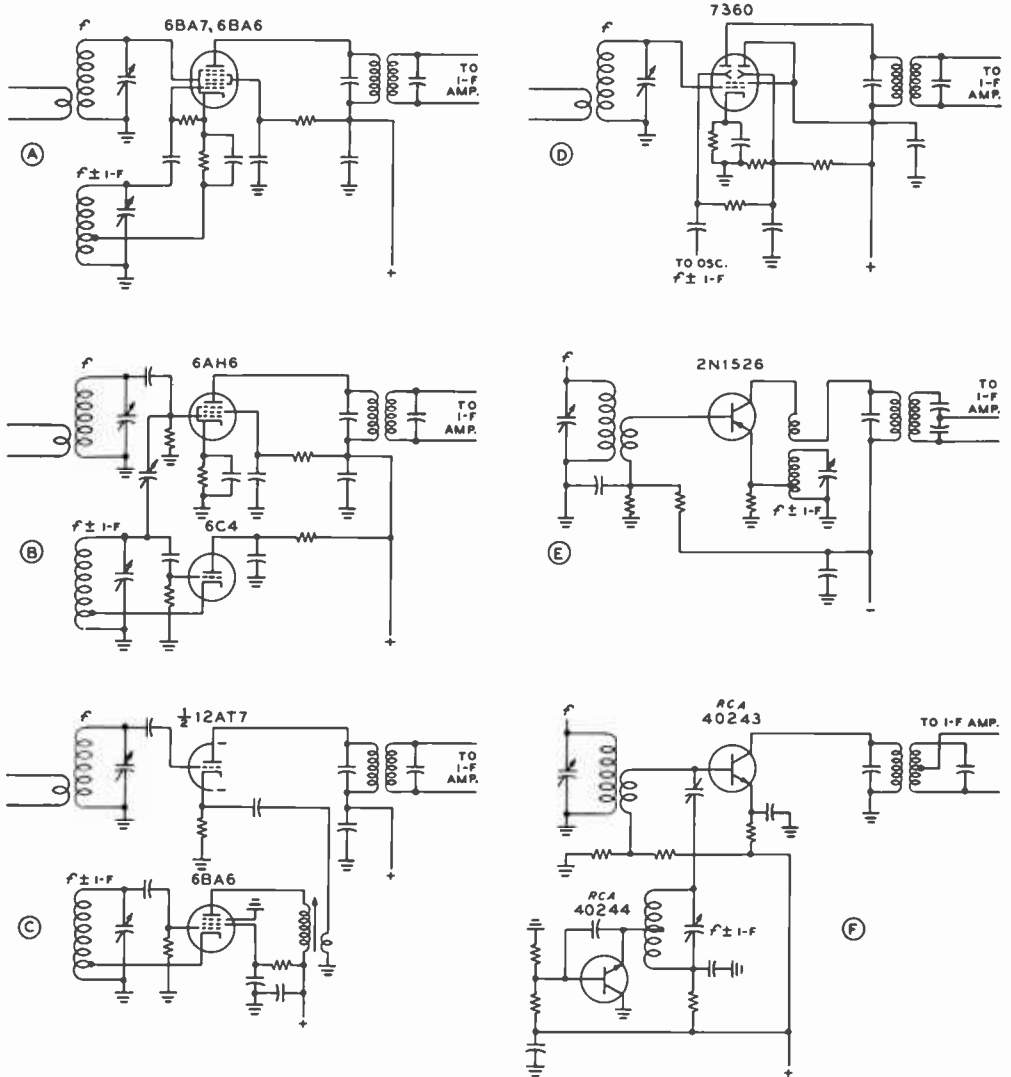 f
6BA7, 6BA6
TO
I-F
AMP.
A
f ± I-F
+
7360
f
TO
I-F
AMP.
D
TO OSC.
f ± I-F
+
f
6AH6
TO
I-F
AMP.
f ± I-F
6C4
B
+
f
2N1526
TO
I-F
AMP.
f ± I-F
E
−
f
½ 12AT7
TO
I-F
AMP.
+
f ± I-F
6BA6
C
+
f
RCA
40243
TO I-F AMP.
RCA
40244
f ± I-F
F
+